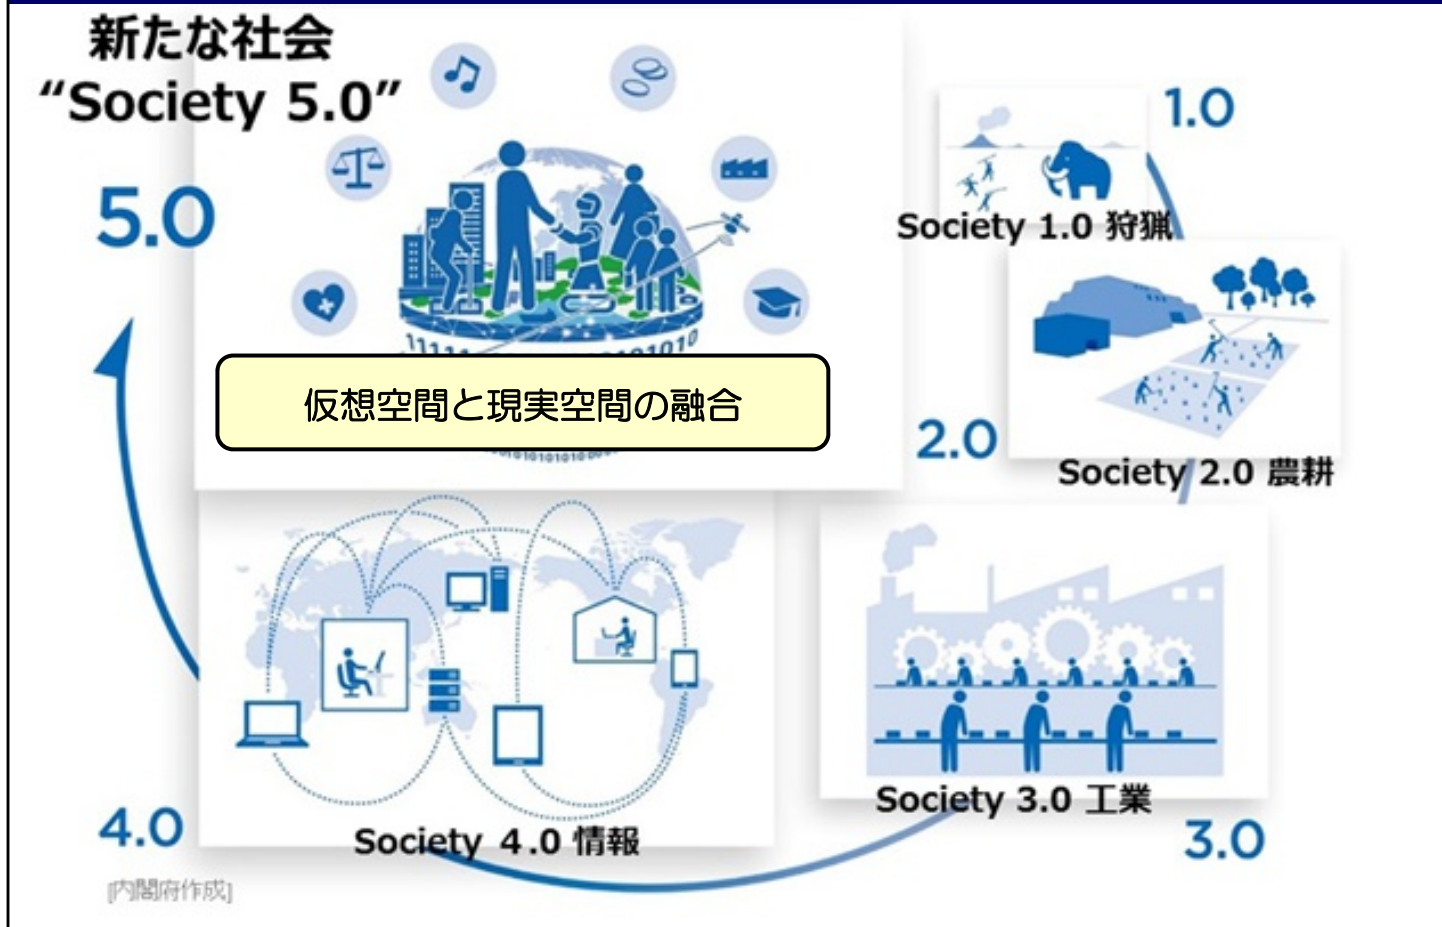 新たな社会
“Society 5.0”
5.0
1.0
Society 1.0 狩猟
2.0
Society 2.0 農耕
仮想空間と現実空間の融合
Society 3.0 工業
3.0
4.0
Society 4.0 情報
[内閣府作成]